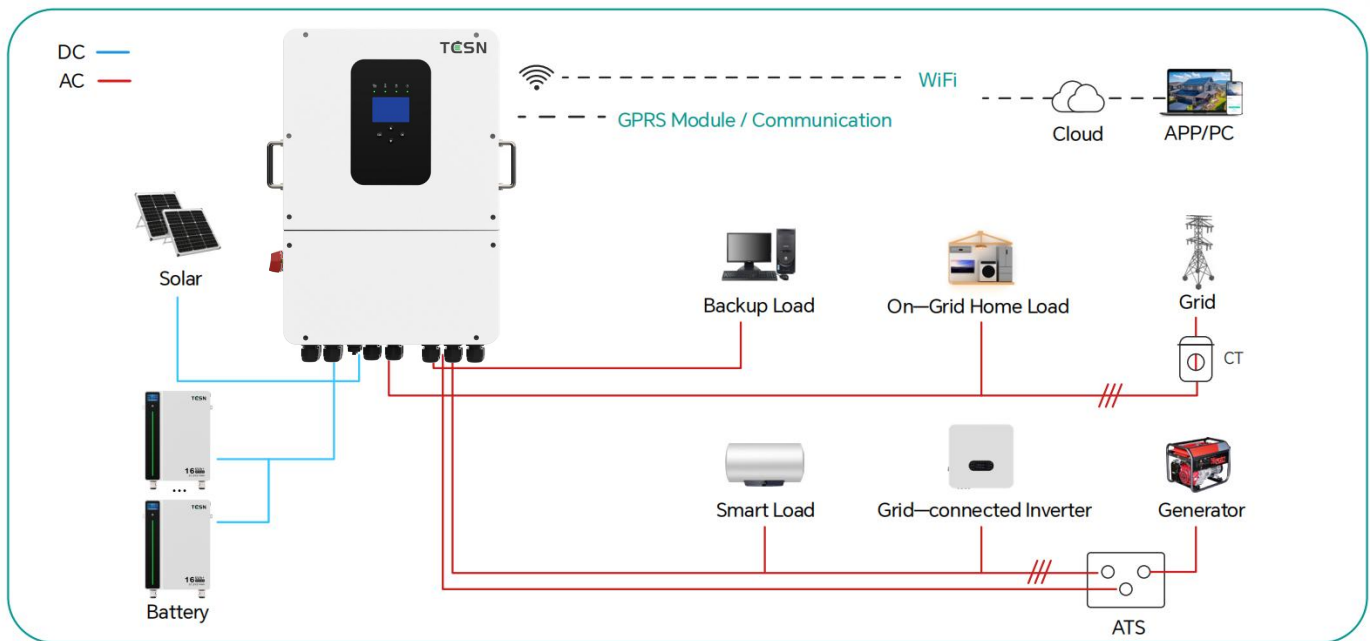 DC
AC
TCSN
WiFi
GPRS Module / Communication
Cloud
APP/PC
Solar
Backup Load
On—Grid Home Load
Grid
CT
TCSN
16
...
TCSN
16
Battery
Smart Load
Grid—connected Inverter
Generator
ATS